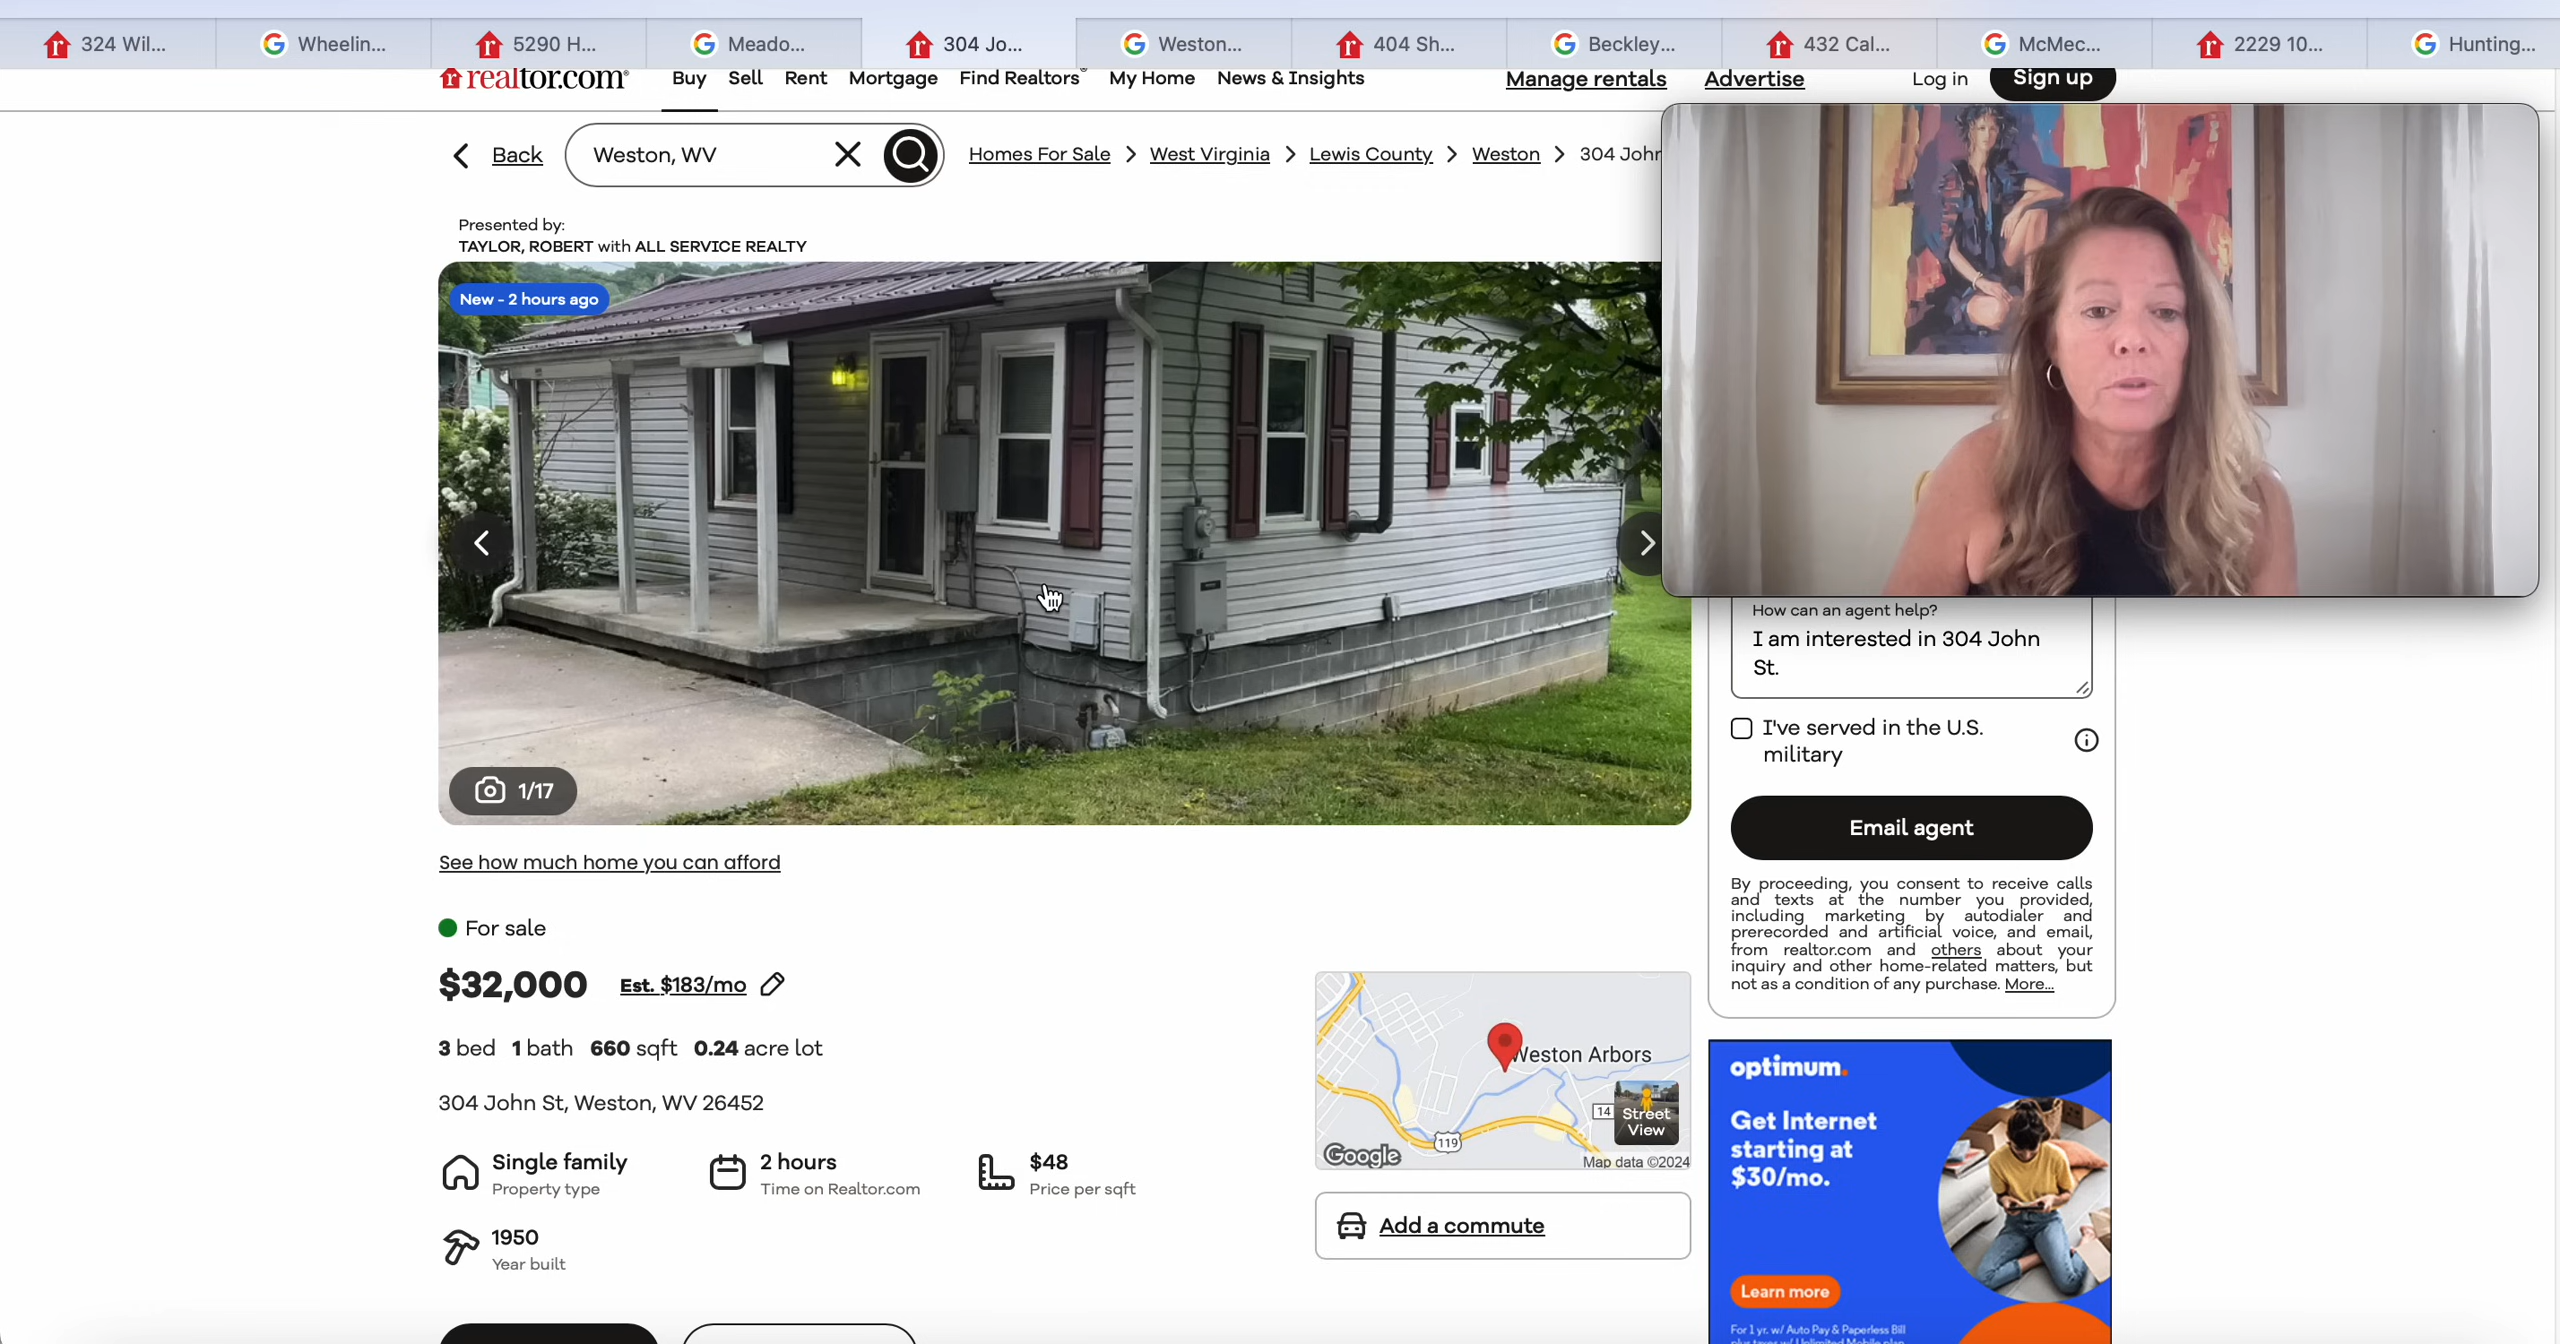 324 Wil...
Wheelin...
5290 H...
Meado...
304 Jo...
Weston...
404 Sh...
Beckley...
432 Cal...
McMec...
2229 10...
Hunting...
realtor.com®
Buy
Sell
Rent
Mortgage
Find Realtors®
My Home
News & Insights
Manage rentals
Advertise
Log in
Sign up
Back
Weston, WV
Homes For Sale
West Virginia
Lewis County
Weston
304 John
Presented by:
TAYLOR, ROBERT with ALL SERVICE REALTY
New - 2 hours ago
1/17
How can an agent help?
I am interested in 304 John
St.
I've served in the U.S.
military
Email agent
By proceeding, you consent to receive calls
and texts at the number you provided,
including marketing by autodialer and
prerecorded and artificial voice, and email,
from realtor.com and others about your
inquiry and other home-related matters, but
not as a condition of any purchase. More...
See how much home you can afford
For sale
$32,000
Est. $183/mo
3 bed 1 bath 660 sqft 0.24 acre lot
304 John St, Weston, WV 26452
Single family
Property type
2 hours
Time on Realtor.com
$48
Price per sqft
1950
Year built
Weston Arbors
14
Street
View
119
Google
Map data ©2024
Add a commute
optimum.
Get Internet
starting at
$30/mo.
Learn more
For 1 yr. w/ Auto Pay & Paperless Bill